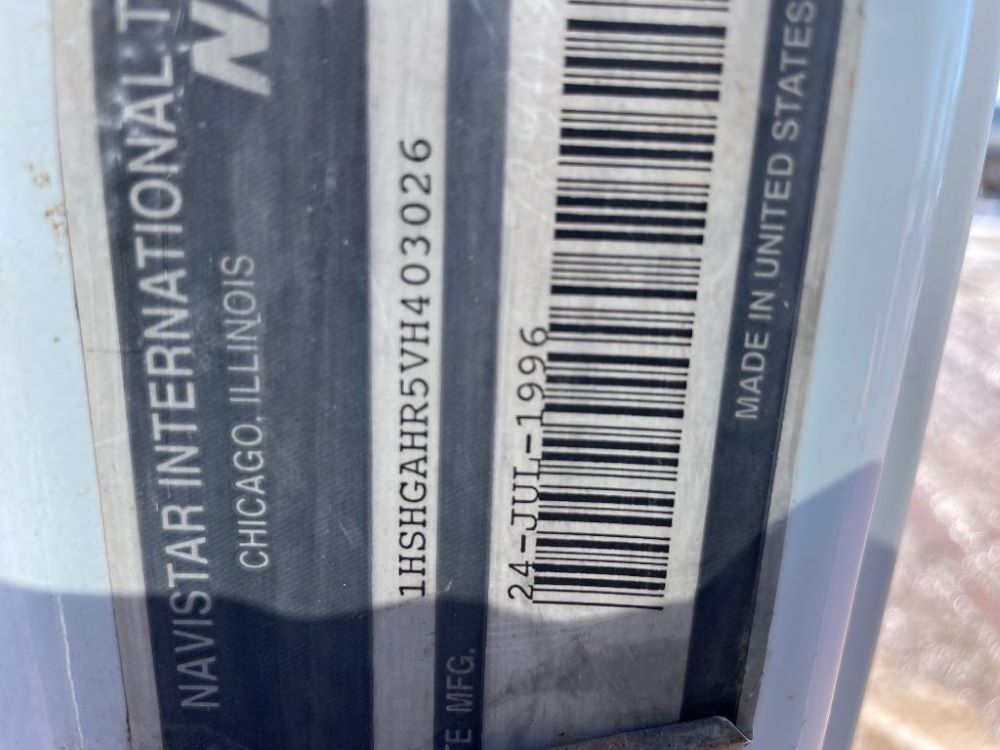 NAVISTAR INTERNATIONAL T
CHICAGO, ILLINOIS
1HSHGAHR5VH403026
TE MFG.
24-JUL-1996
MADE IN UNITED STATES